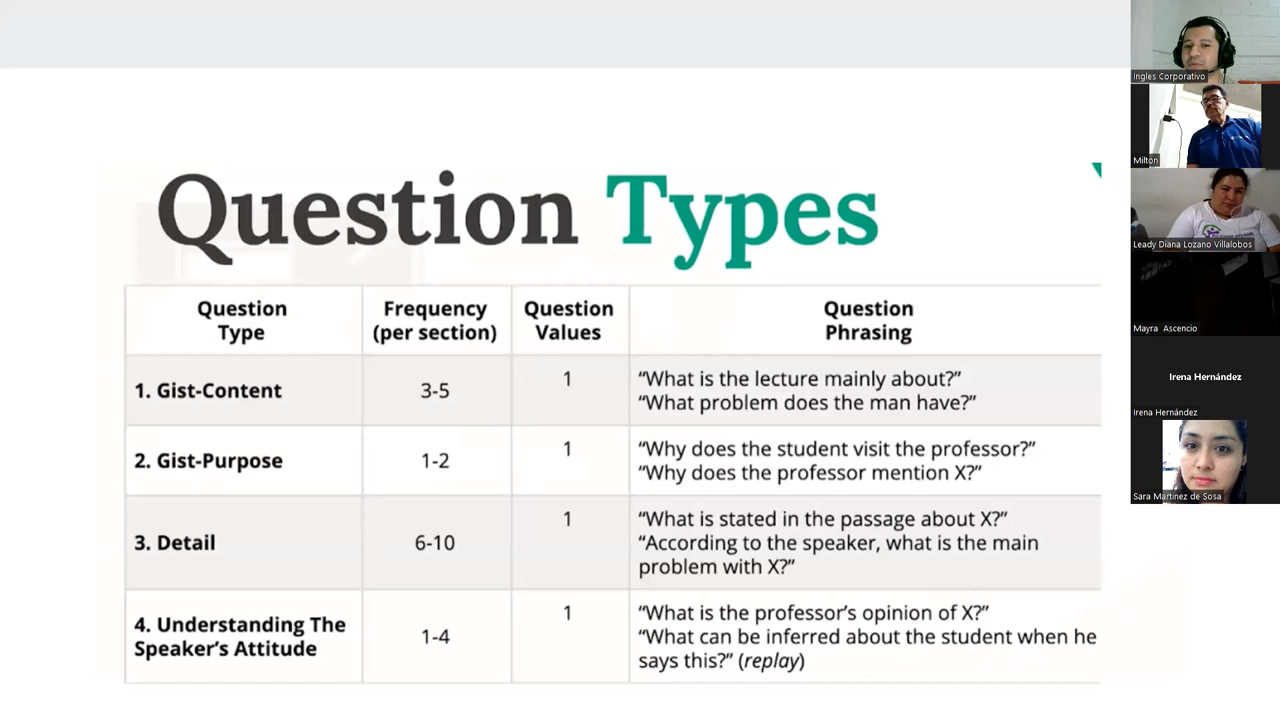 Question Types
Question Type
Frequency (per section)
Question Values
Question Phrasing
1. Gist-Content
3-5
1
“What is the lecture mainly about?”
“What problem does the man have?”
2. Gist-Purpose
1-2
1
“Why does the student visit the professor?”
“Why does the professor mention X?”
3. Detail
6-10
1
“What is stated in the passage about X?”
“According to the speaker, what is the main
problem with X?”
4. Understanding The
Speaker’s Attitude
1-4
1
“What is the professor’s opinion of X?”
“What can be inferred about the student when he
says this?” (replay)
Ingles Corporativo
Milton
Leady Diana Lozano Villalobos
Mayra Ascencio
Irena Hernández
Irena Hernández
Sara Martinez de Sosa